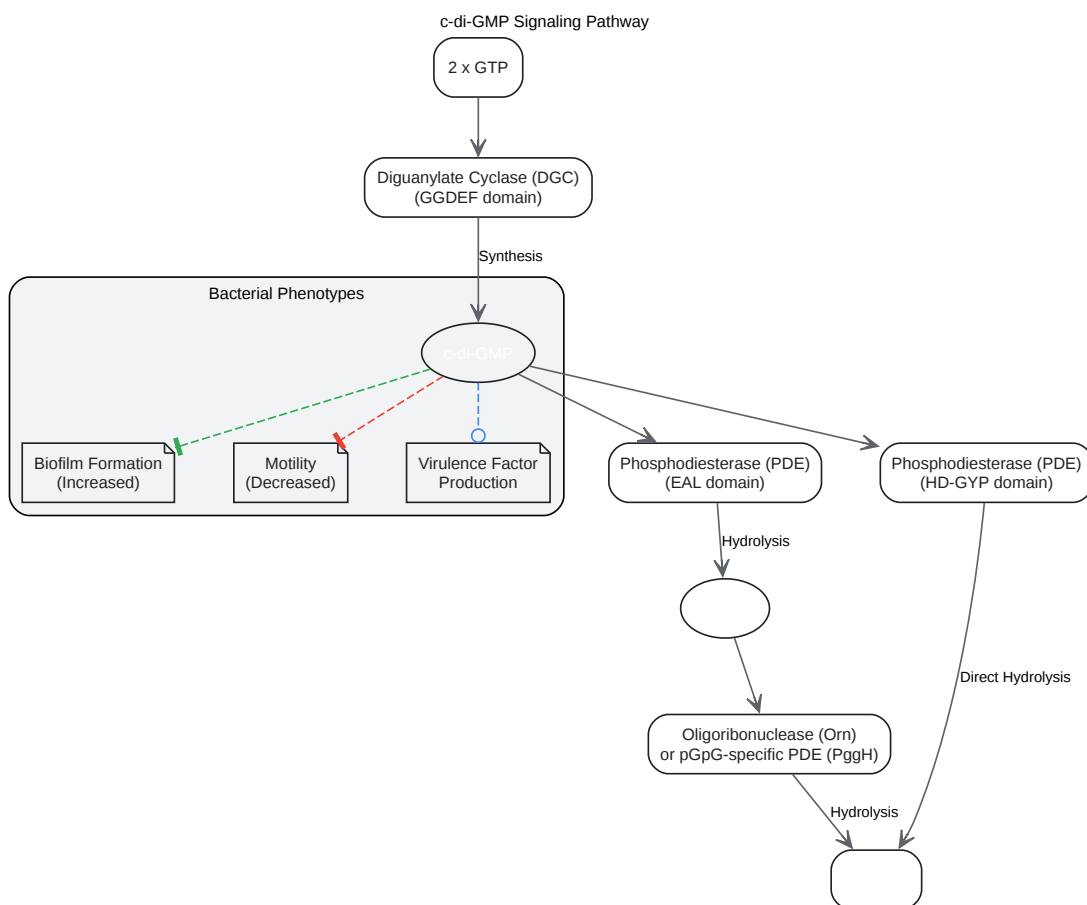 c-di-GMP Signaling Pathway
2 x GTP
Diguanylate Cyclase (DGC)
(GGDEF domain)
Synthesis
Bacterial Phenotypes
c-di-GMP
Biofilm Formation
(Increased)
Motility
(Decreased)
Virulence Factor
Production
Phosphodiesterase (PDE)
(EAL domain)
Phosphodiesterase (PDE)
(HD-GYP domain)
Hydrolysis
Direct Hydrolysis
Oligoribonuclease (Orn)
or pGpG-specific PDE (PggH)
Hydrolysis